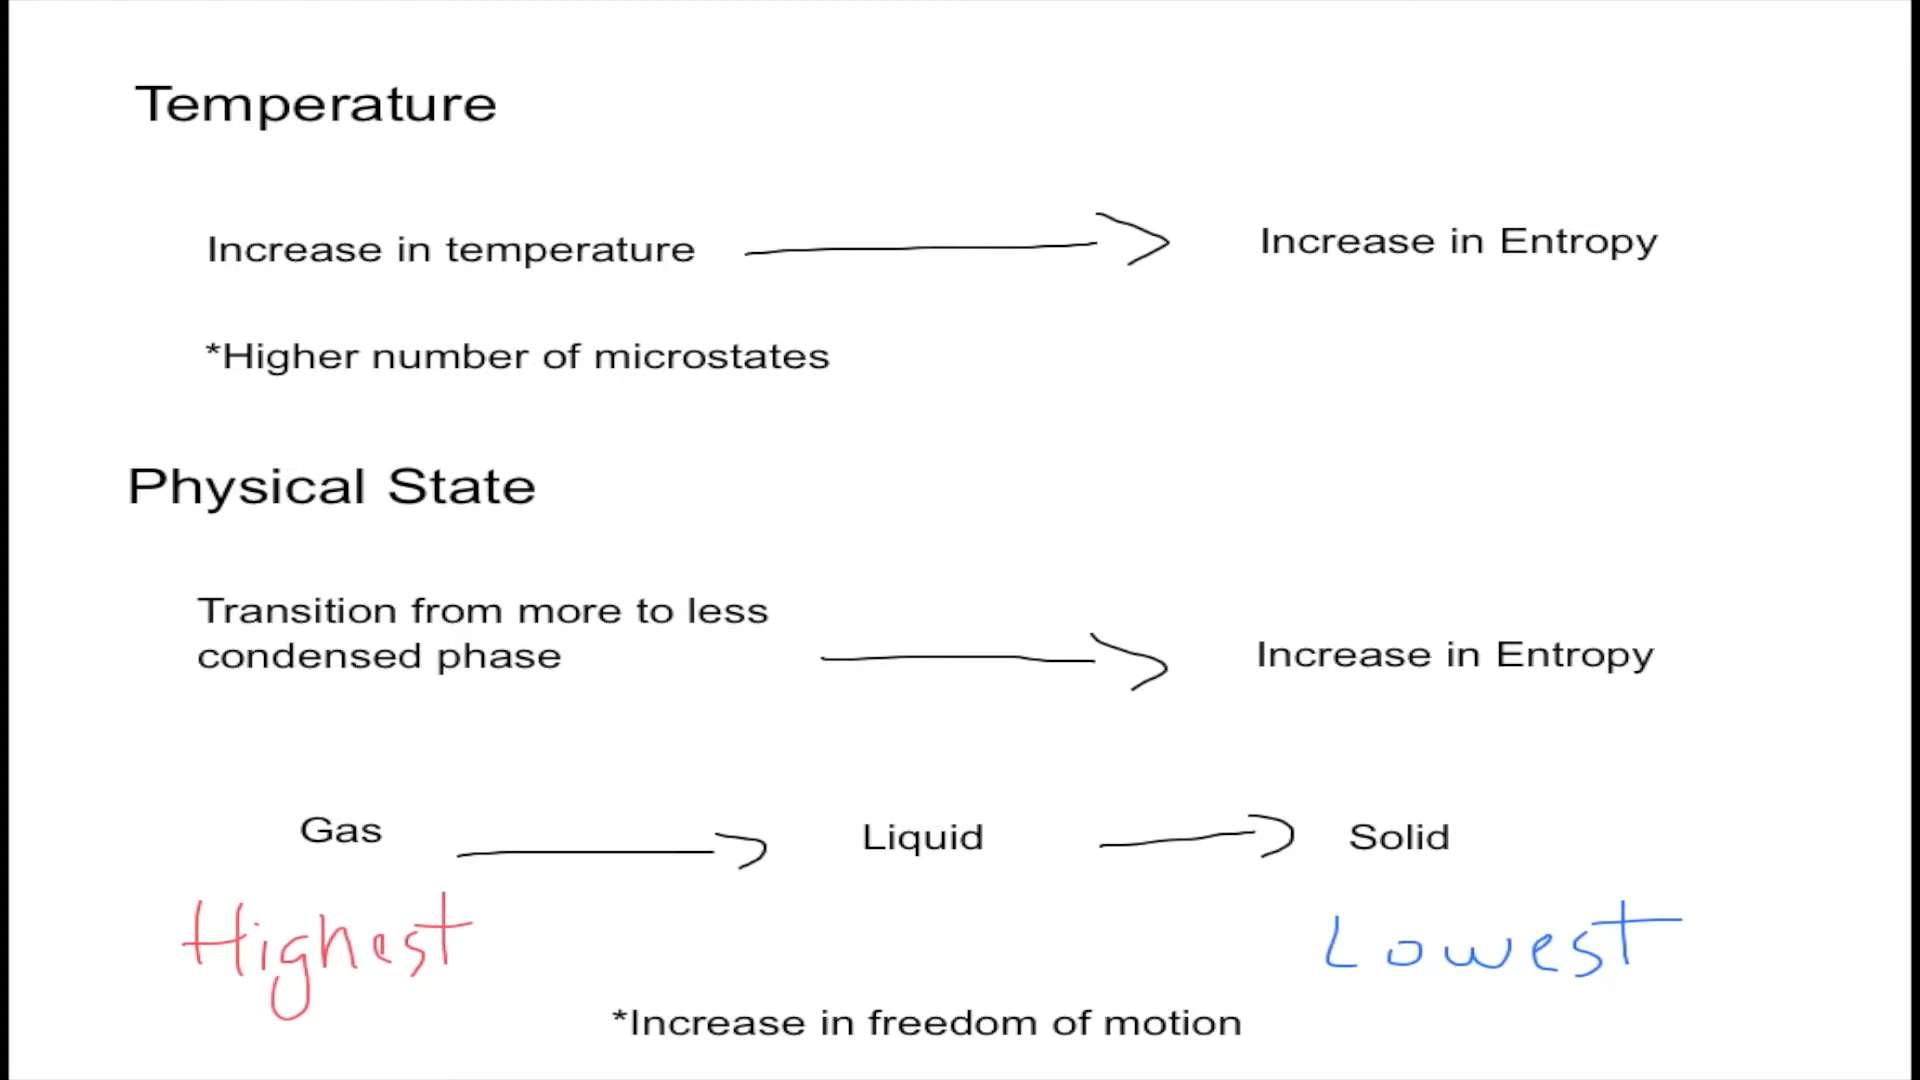 Temperature
Increase in temperature
Increase in Entropy
*Higher number of microstates
Physical State
Transition from more to less
condensed phase
Increase in Entropy
Gas
Liquid
Solid
Highest
Lowest
*Increase in freedom of motion